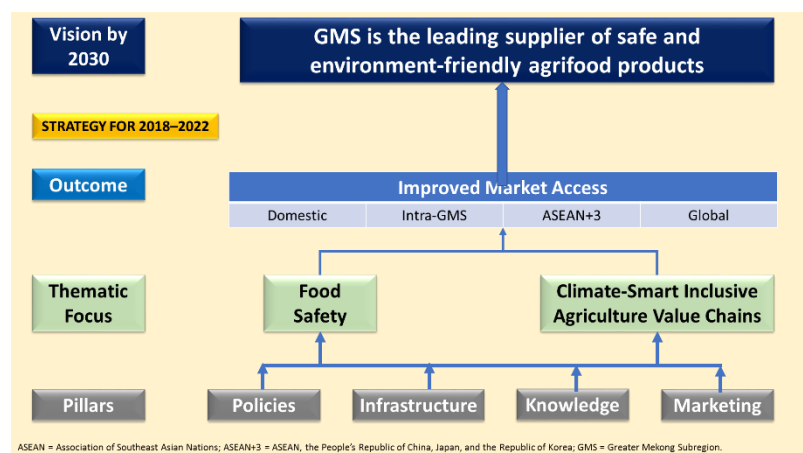 Vision by
2030
GMS is the leading supplier of safe and
environment-friendly agrifood products
STRATEGY FOR 2018–2022
Outcome
Improved Market Access
Domestic
Intra-GMS
ASEAN+3
Global
Thematic
Focus
Food
Safety
Climate-Smart Inclusive
Agriculture Value Chains
Pillars
Policies
Infrastructure
Knowledge
Marketing
ASEAN = Association of Southeast Asian Nations; ASEAN+3 = ASEAN, the People's Republic of China, Japan, and the Republic of Korea; GMS = Greater Mekong Subregion.